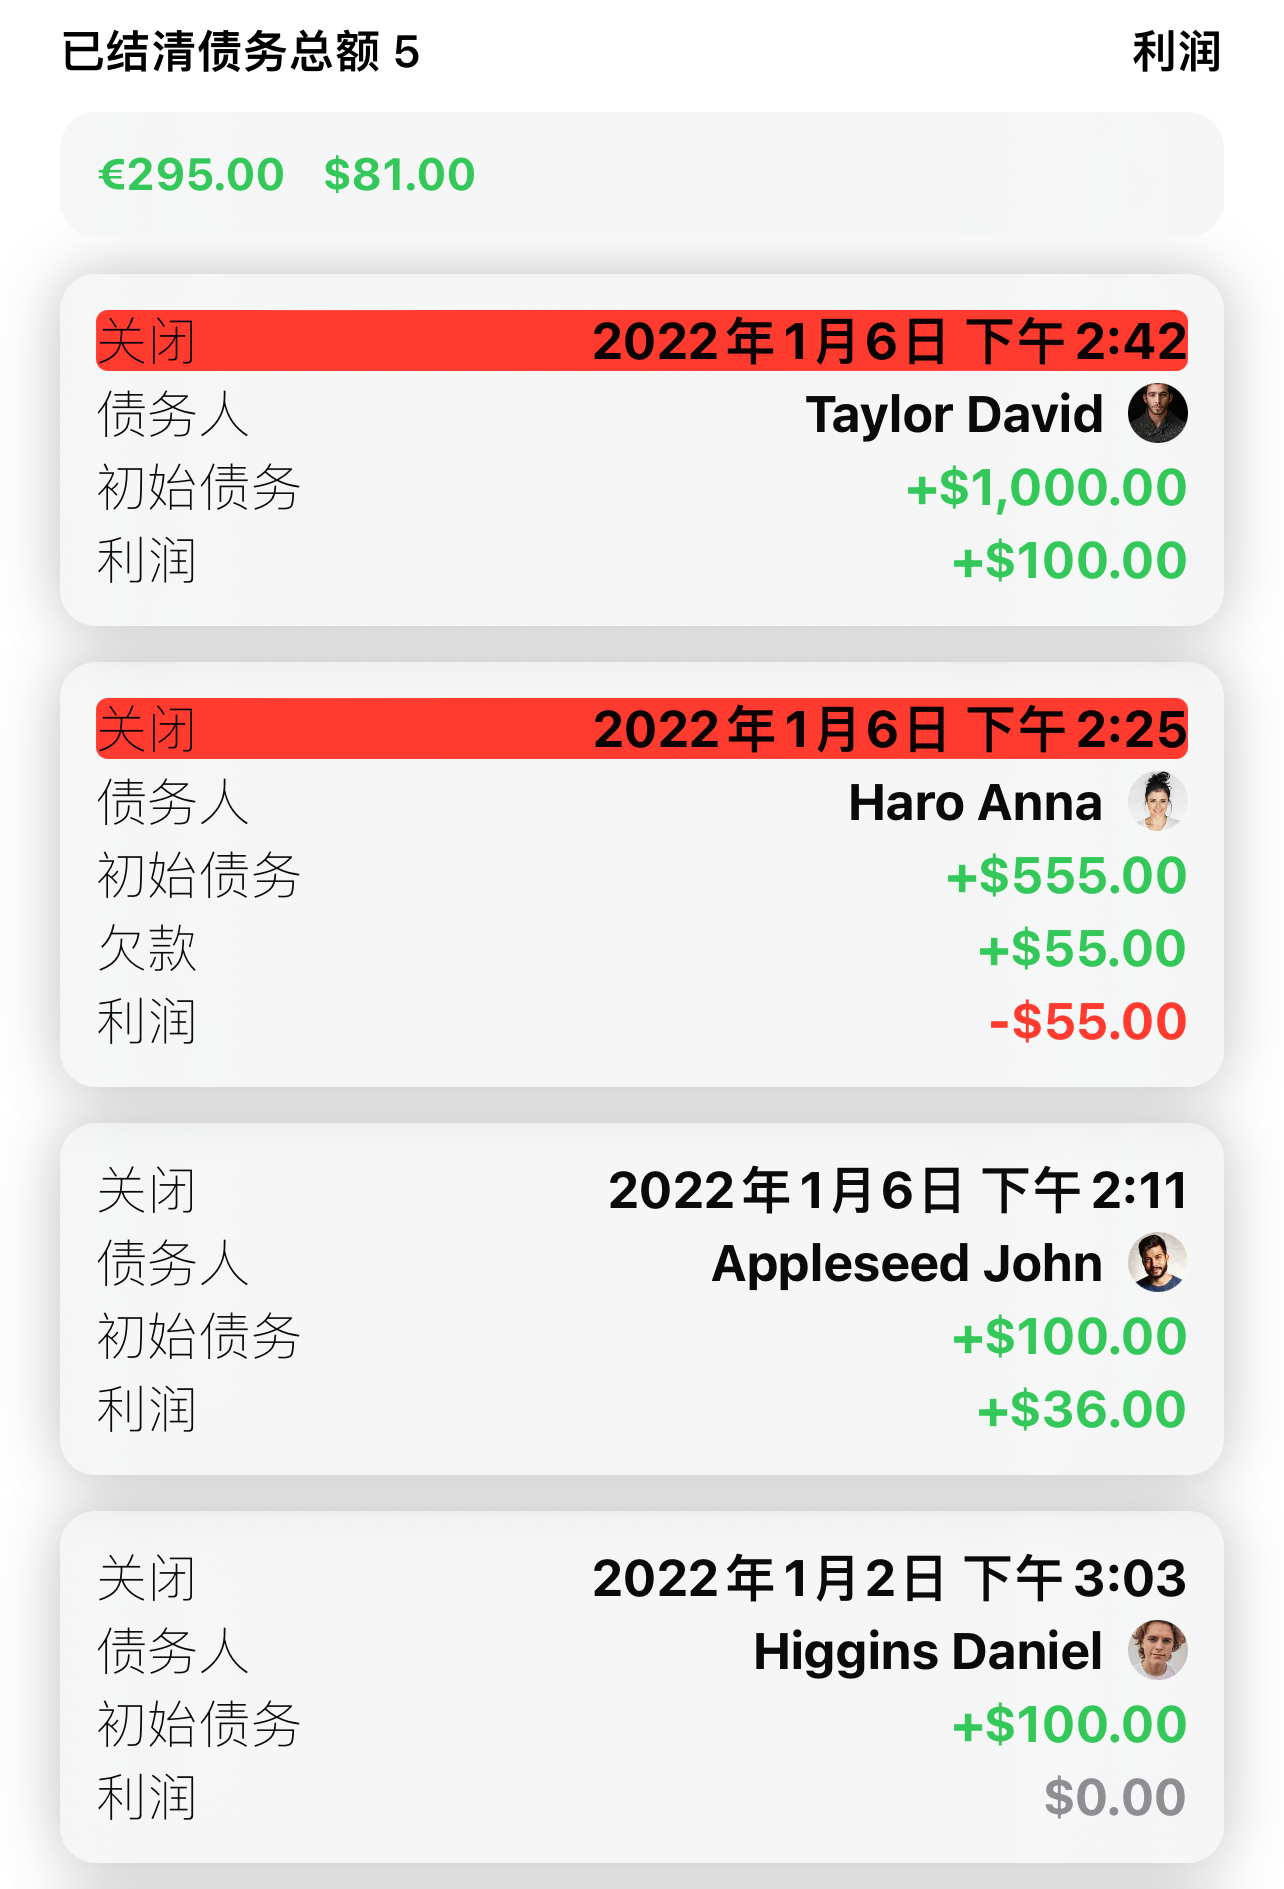 已结清债务总额 5 利润
€295.00 $81.00
关闭 2022年1月6日 下午2:42
债务人 Taylor David
初始债务 +$1,000.00
利润 +$100.00
关闭 2022年1月6日 下午2:25
债务人 Haro Anna
初始债务 +$555.00
欠款 +$55.00
利润 -$55.00
关闭 2022年1月6日 下午2:11
债务人 Appleseed John
初始债务 +$100.00
利润 +$36.00
关闭 2022年1月2日 下午3:03
债务人 Higgins Daniel
初始债务 +$100.00
利润 $0.00